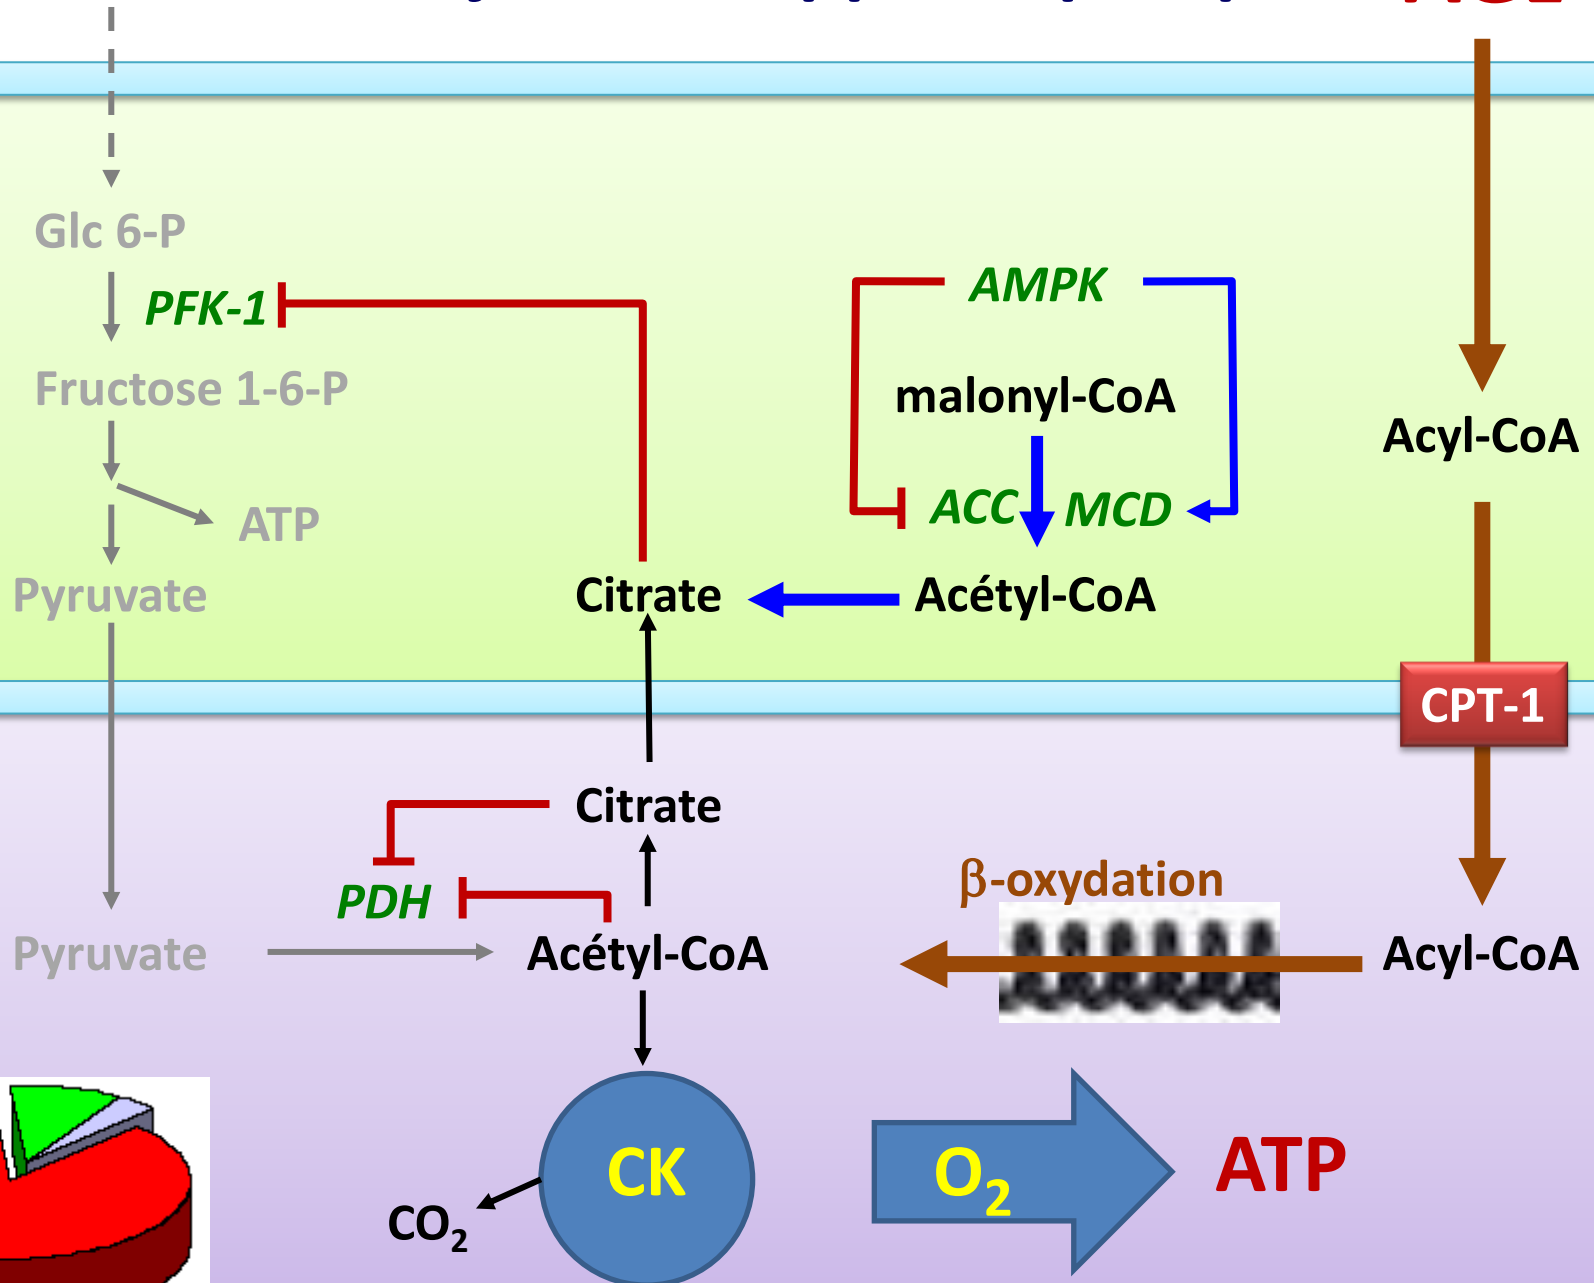 Glc 6-P
PFK-1
AMPK
Fructose 1-6-P
malonyl-CoA
Acyl-CoA
ACC
MCD
ATP
Pyruvate
Citrate
Acétyl-CoA
CPT-1
Citrate
β-oxydation
PDH
Pyruvate
Acétyl-CoA
Acyl-CoA
CK
O2
ATP
CO2